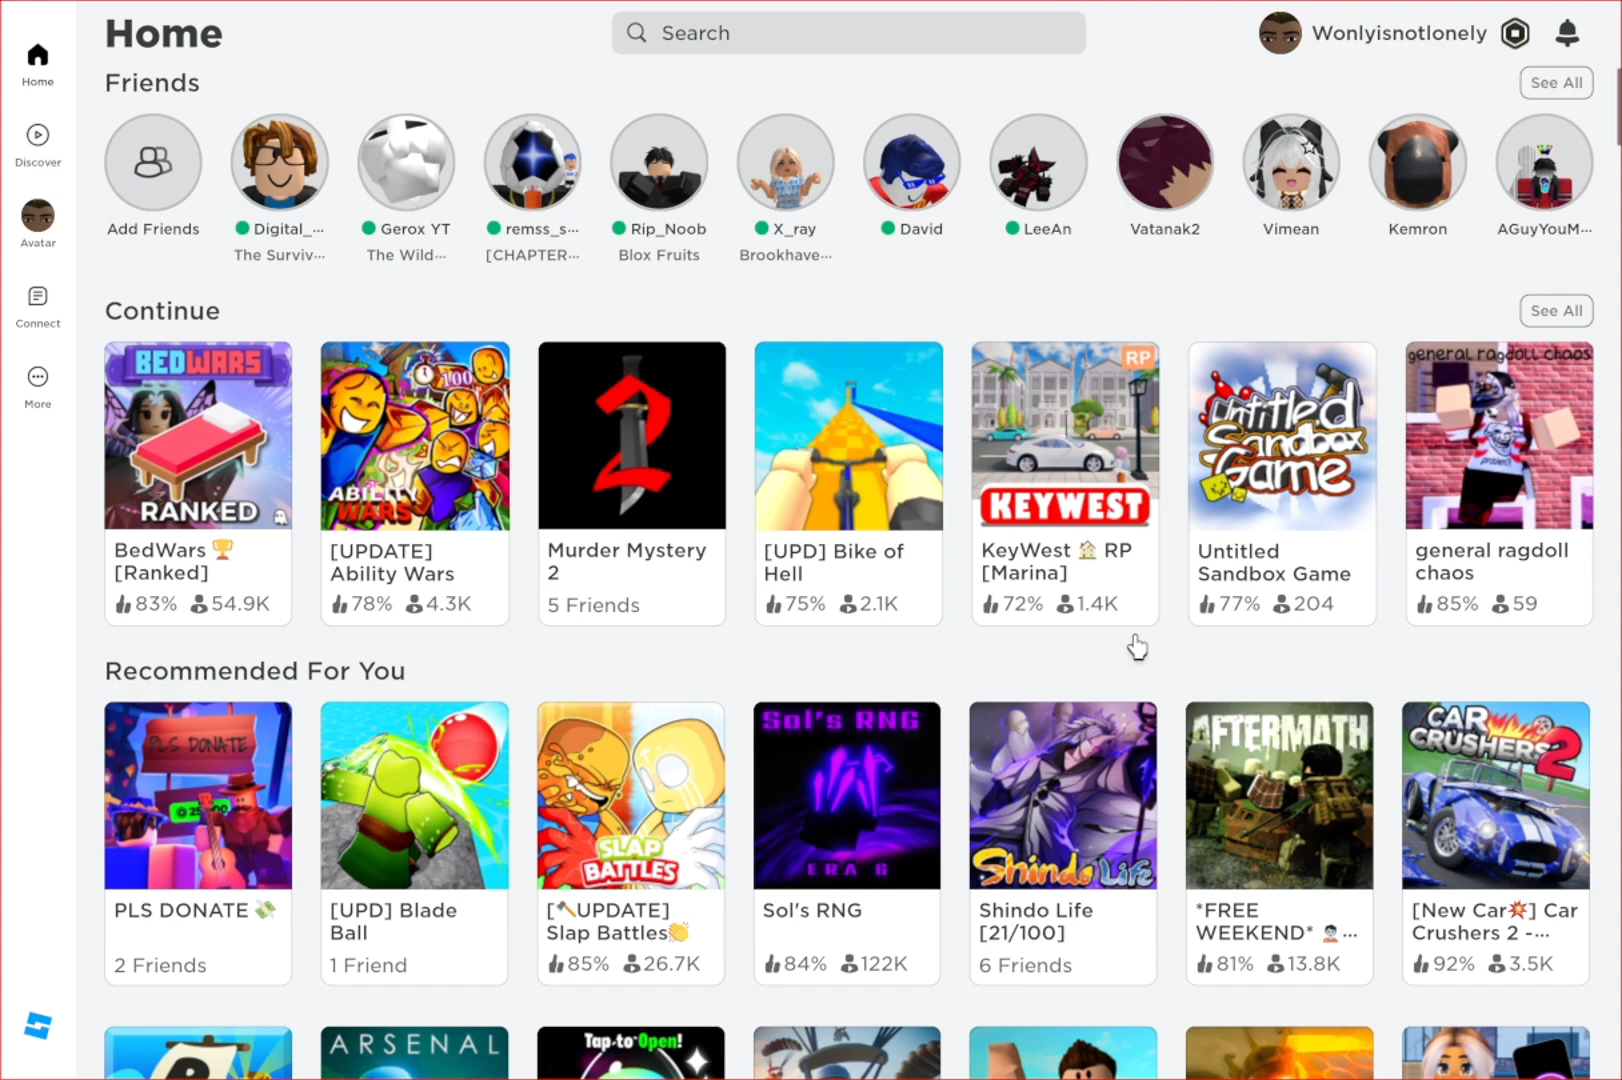 Home
Search
Wonlyisnotlonely
Home
Discover
Avatar
Connect
More
Friends
See All
Add Friends
Digital_...
The Surviv...
Gerox YT
The Wild...
remss_s...
[CHAPTER...
Rip_Noob
Blox Fruits
X_ray
Brookhave...
David
LeeAn
Vatanak2
Vimean
Kemron
AGuyYouM...
Continue
See All
BEDWARS
RANKED
BedWars 🏆
[Ranked]
83% 54.9K
100
ABILITY
WARS
[UPDATE]
Ability Wars
78% 4.3K
2
Murder Mystery
2
5 Friends
[UPD] Bike of
Hell
75% 2.1K
RP
KEYWEST
KeyWest 🏠 RP
[Marina]
72% 1.4K
Untitled
Sandbox
Game
Untitled
Sandbox Game
77% 204
general ragdoll chaos
general ragdoll
chaos
85% 59
Recommended For You
PLS DONATE
PLS DONATE 💸
2 Friends
[UPD] Blade
Ball
1 Friend
SLAP
BATTLES
[🔨UPDATE]
Slap Battles👏
85% 26.7K
Sol's RNG
ERA 6
Sol's RNG
84% 122K
Shindo Life
Shindo Life
[21/100]
6 Friends
AFTERMATH
*FREE
WEEKEND* 🧟...
81% 13.8K
CAR
CRUSHERS 2
[New Car💥] Car
Crushers 2 -...
92% 3.5K
ARSENAL
Tap to Open!